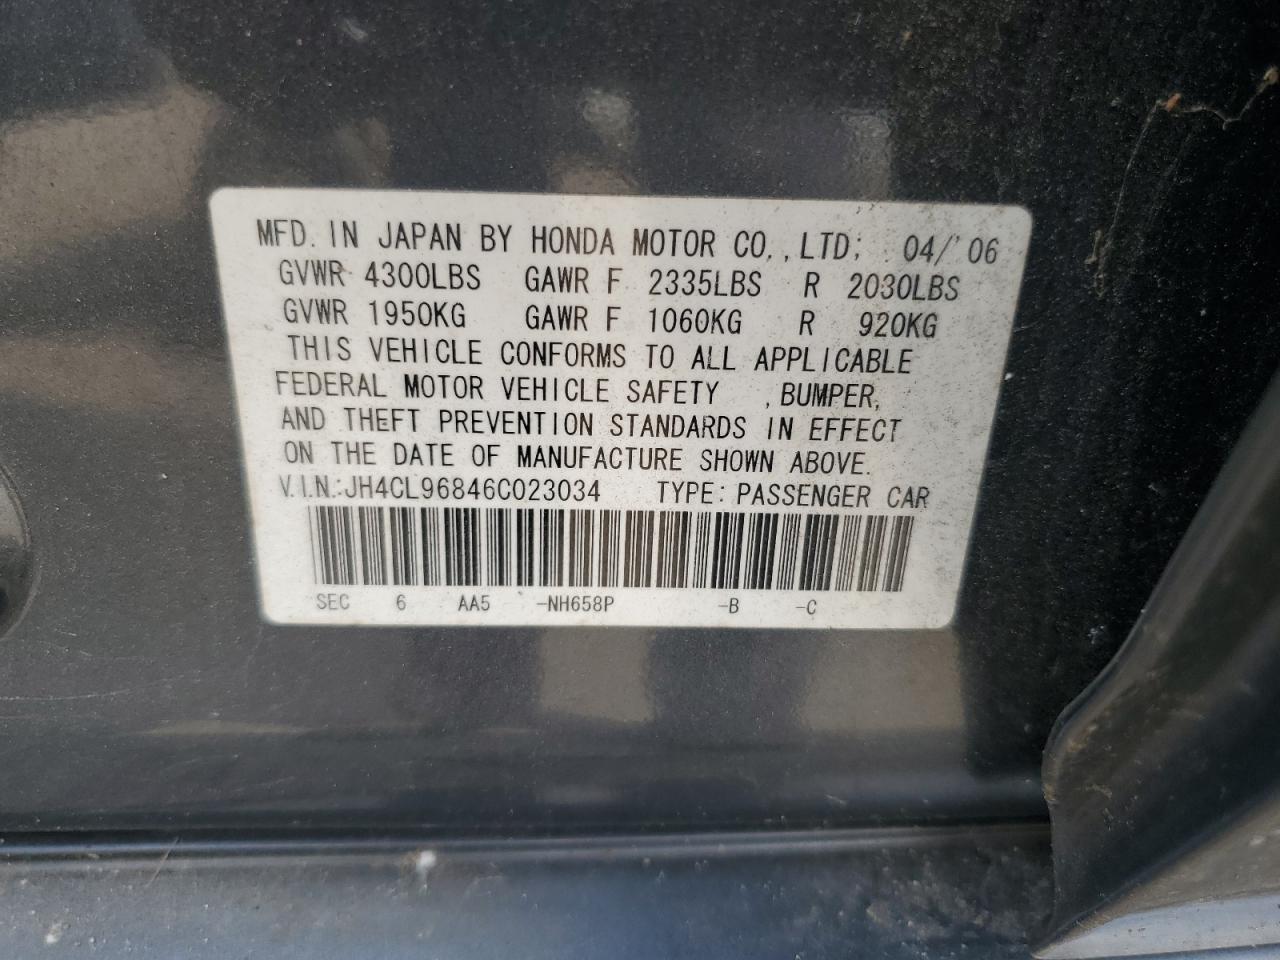 MFD. IN JAPAN BY HONDA MOTOR CO.,LTD; 04/'06
GVWR 4300LBS GAWR F 2335LBS R 2030LBS
GVWR 1950KG GAWR F 1060KG R 920KG
THIS VEHICLE CONFORMS TO ALL APPLICABLE
FEDERAL MOTOR VEHICLE SAFETY , BUMPER,
AND THEFT PREVENTION STANDARDS IN EFFECT
ON THE DATE OF MANUFACTURE SHOWN ABOVE.
V.I.N.:JH4CL96846C023034 TYPE: PASSENGER CAR
SEC 6 AA5 -NH658P -B -C